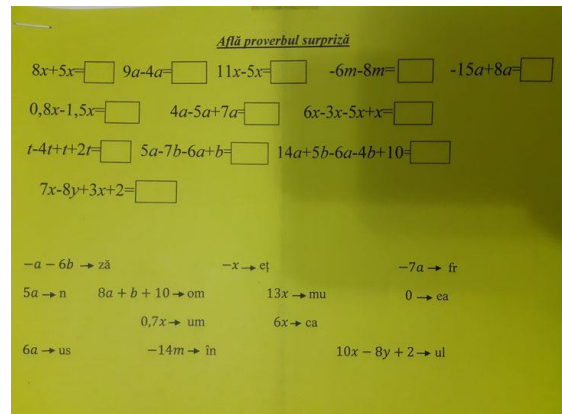 Află proverbul surpriză
8x+5x= 9a-4a= 11x-5x= -6m-8m= -15a+8a=
0,8x-1,5x= 4a-5a+7a= 6x-3x-5x+x=
t-4t+t+2t= 5a-7b-6a+b= 14a+5b-6a-4b+10=
7x-8y+3x+2=
−a − 6b → ză −x → eț −7a → fr
5a → n 8a + b + 10 → om 13x → mu 0 → ea
0,7x → um 6x → ca
6a → us −14m → în 10x − 8y + 2 → ul